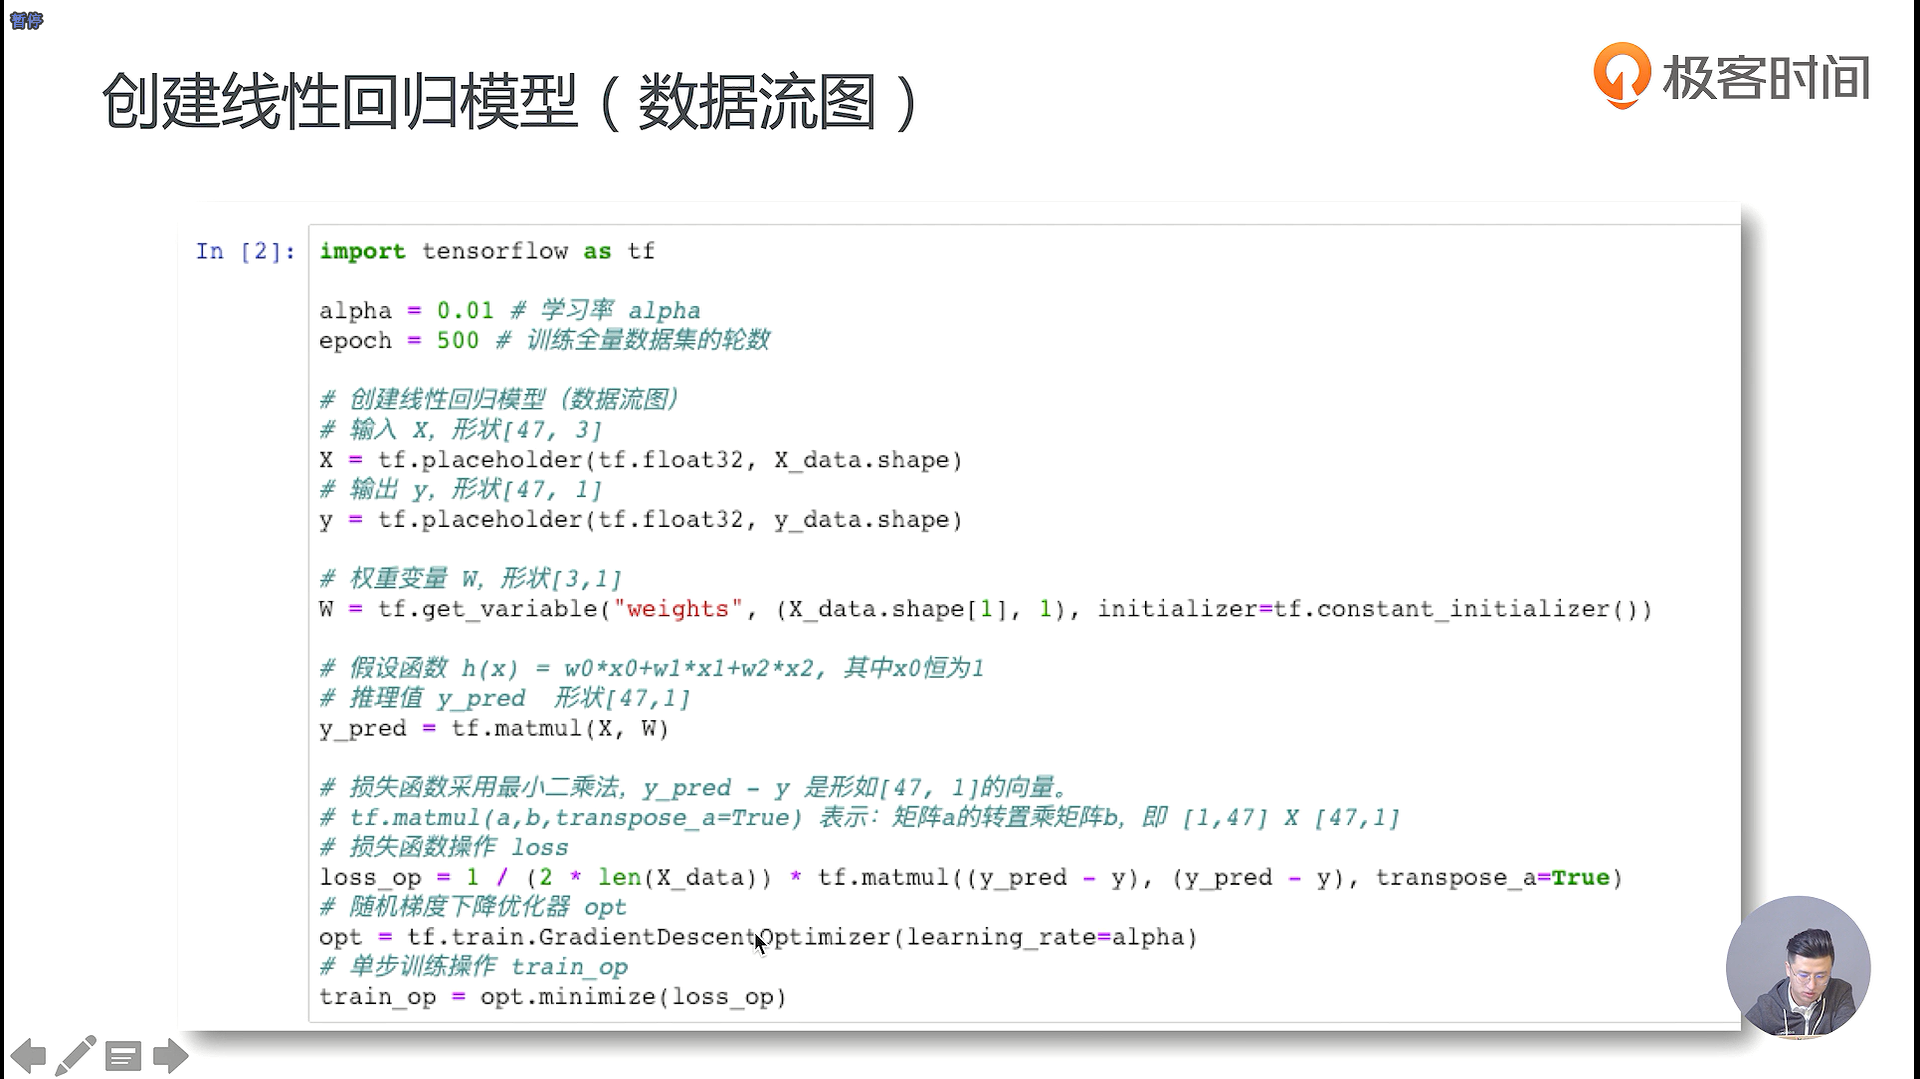 暂停
创建线性回归模型（数据流图）
极客时间
In [2]:
import tensorflow as tf
alpha = 0.01 # 学习率 alpha
epoch = 500 # 训练全量数据集的轮数
# 创建线性回归模型（数据流图）
# 输入 X，形状[47, 3]
X = tf.placeholder(tf.float32, X_data.shape)
# 输出 y，形状[47, 1]
y = tf.placeholder(tf.float32, y_data.shape)
# 权重变量 W，形状[3,1]
W = tf.get_variable("weights", (X_data.shape[1], 1), initializer=tf.constant_initializer())
# 假设函数 h(x) = w0*x0+w1*x1+w2*x2, 其中x0恒为1
# 推理值 y_pred  形状[47,1]
y_pred = tf.matmul(X, W)
# 损失函数采用最小二乘法，y_pred - y 是形如[47, 1]的向量。
# tf.matmul(a,b,transpose_a=True) 表示：矩阵a的转置乘矩阵b，即 [1,47] X [47,1]
# 损失函数操作 loss
loss_op = 1 / (2 * len(X_data)) * tf.matmul((y_pred - y), (y_pred - y), transpose_a=True)
# 随机梯度下降优化器 opt
opt = tf.train.GradientDescentOptimizer(learning_rate=alpha)
# 单步训练操作 train_op
train_op = opt.minimize(loss_op)